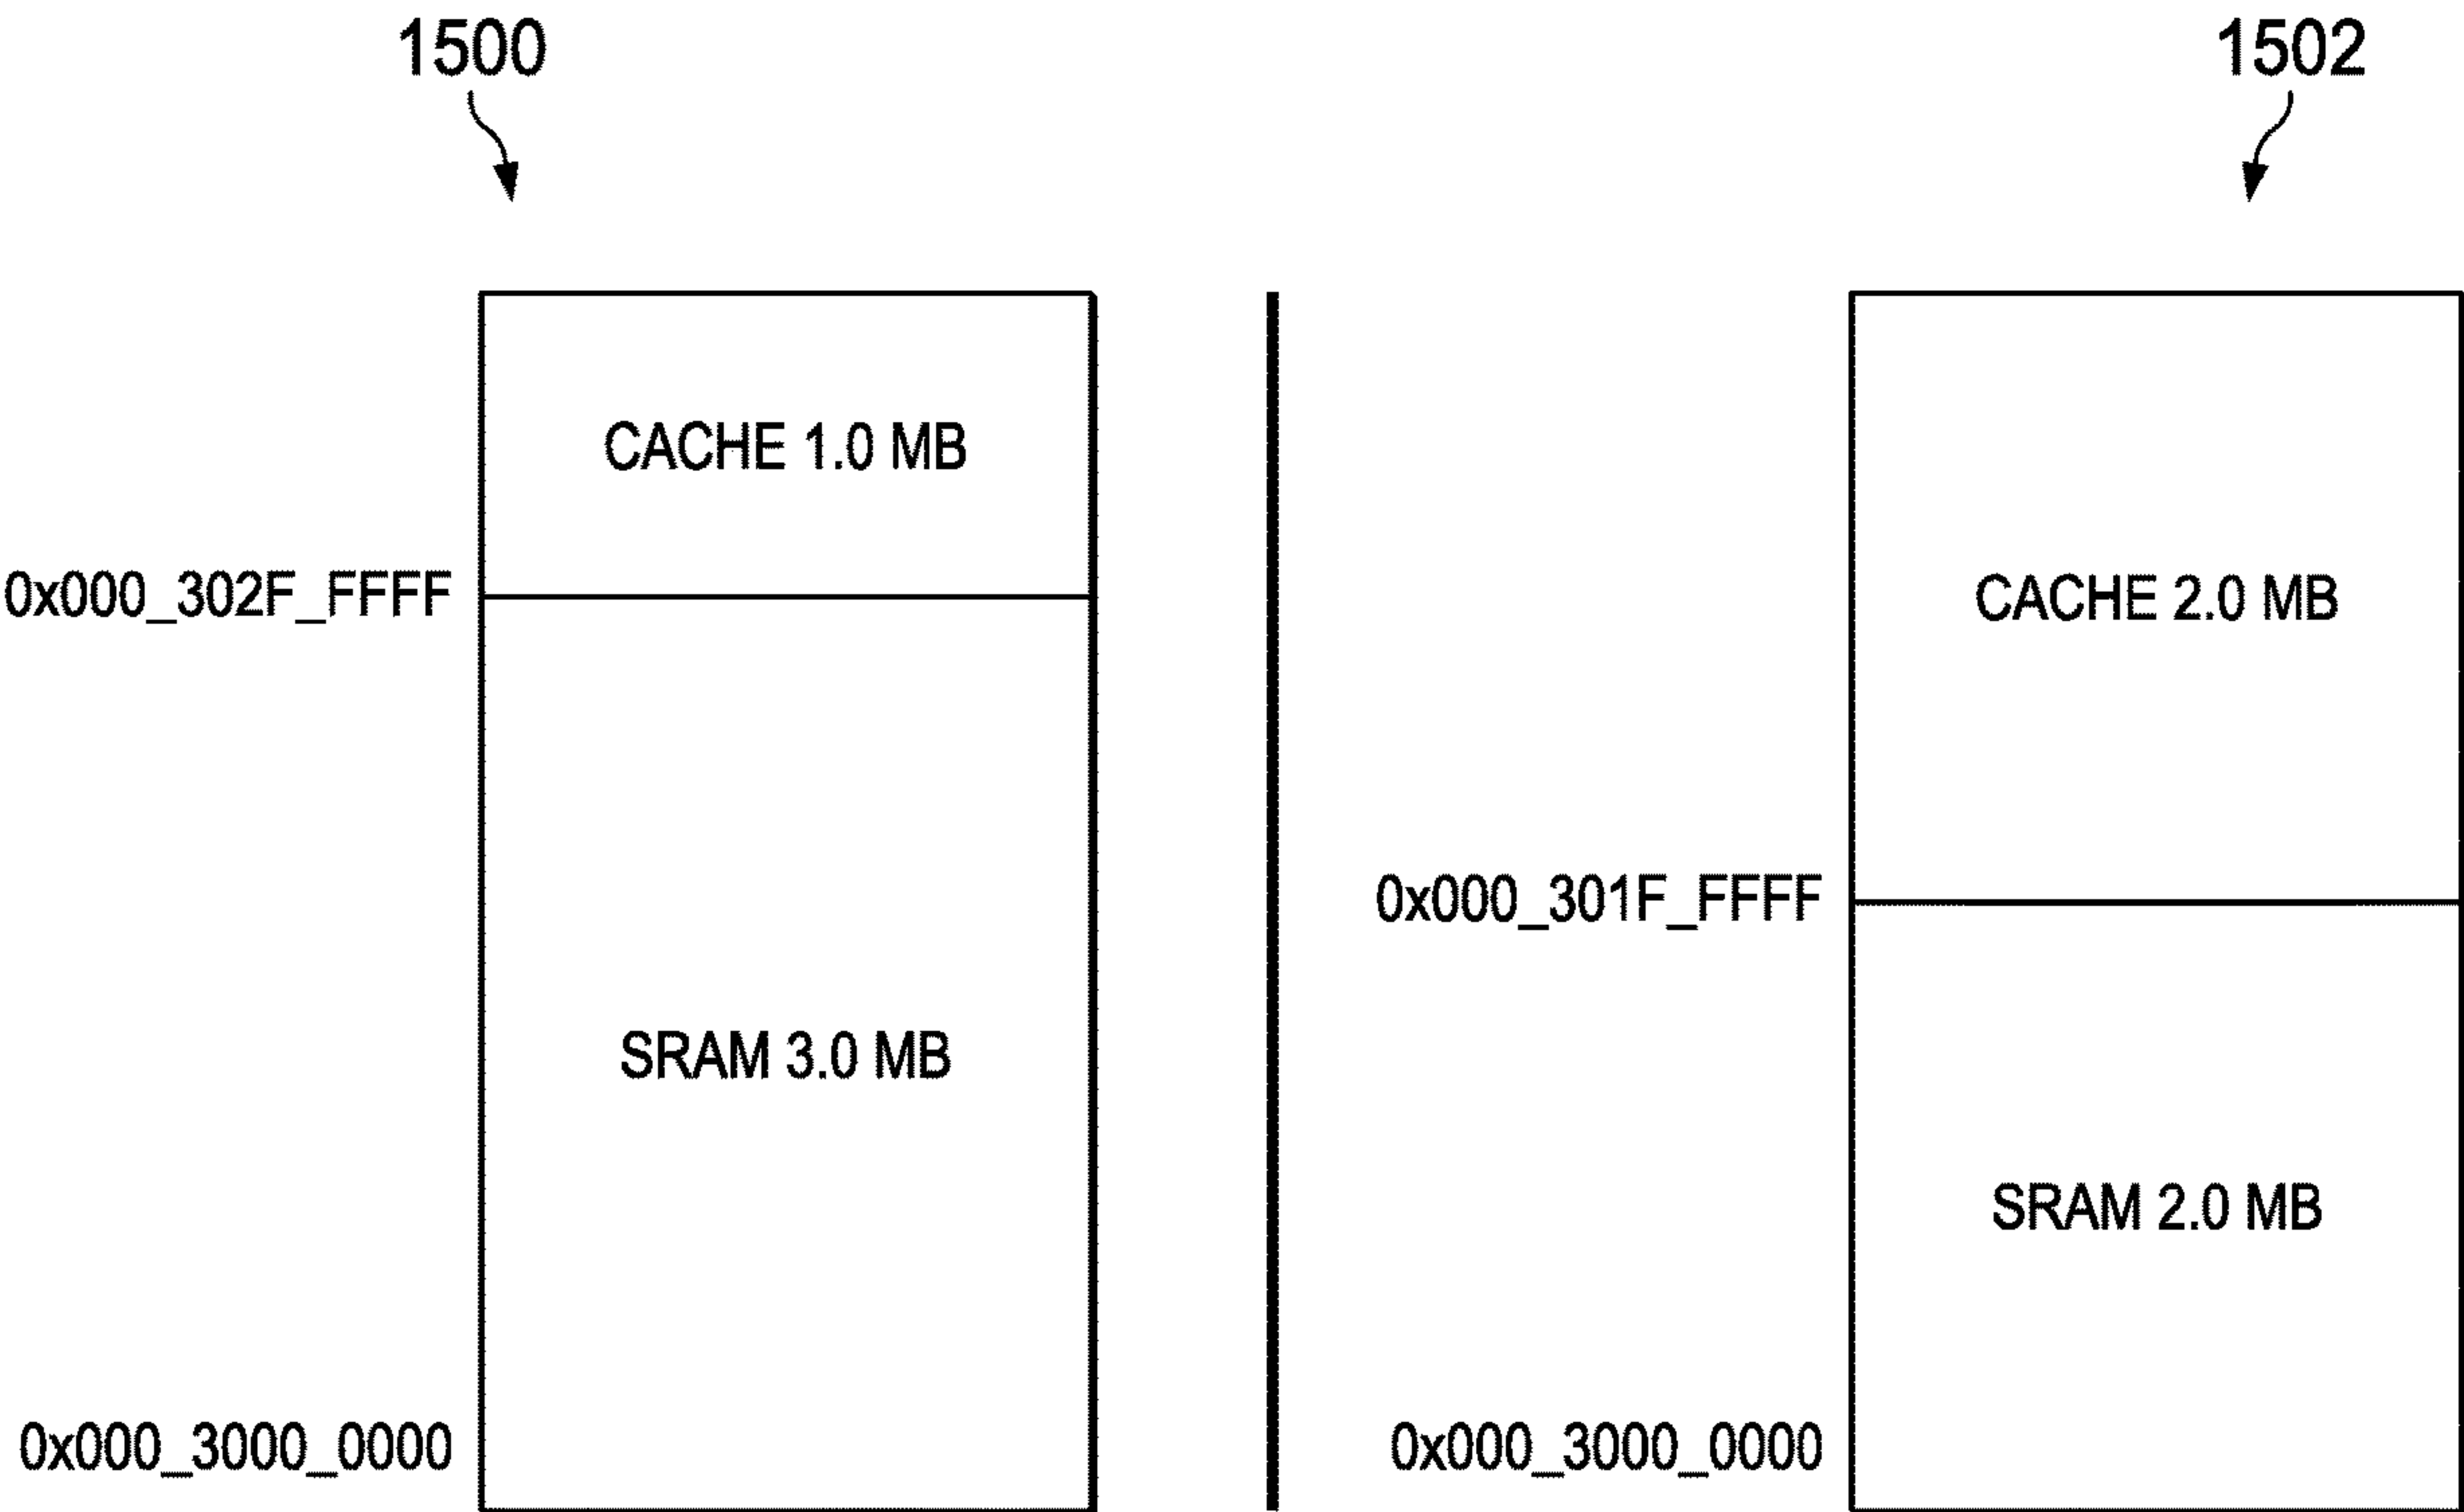 1500
CACHE 1.0 MB
0x000_302F_FFFF
SRAM 3.0 MB
0x000_3000_0000
1502
CACHE 2.0 MB
0x000_301F_FFFF
SRAM 2.0 MB
0x000_3000_0000